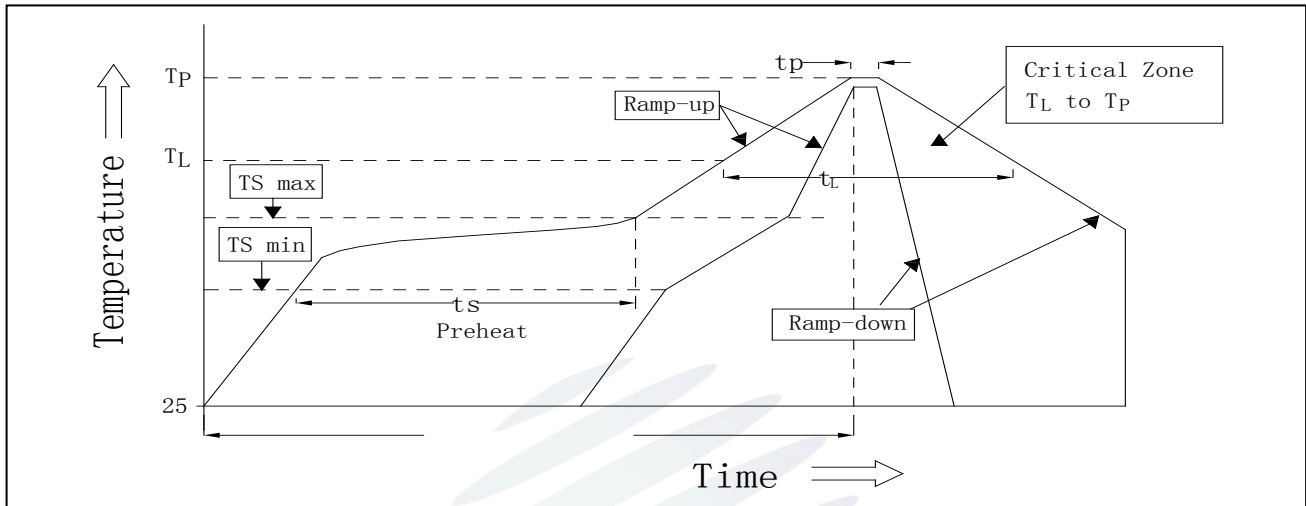 tp
Critical Zone
TL to TP
TP
Ramp-up
TL
TS max
tL
TS min
ts
Preheat
Ramp-down
Temperature
25
Time